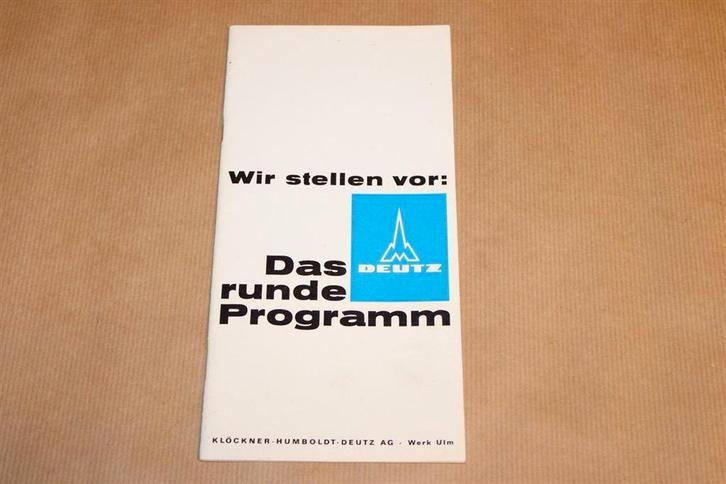 Wir stellen vor:
DEUTZ
Das
runde
Programm
KLÖCKNER-HUMBOLDT-DEUTZ AG - Werk Ulm